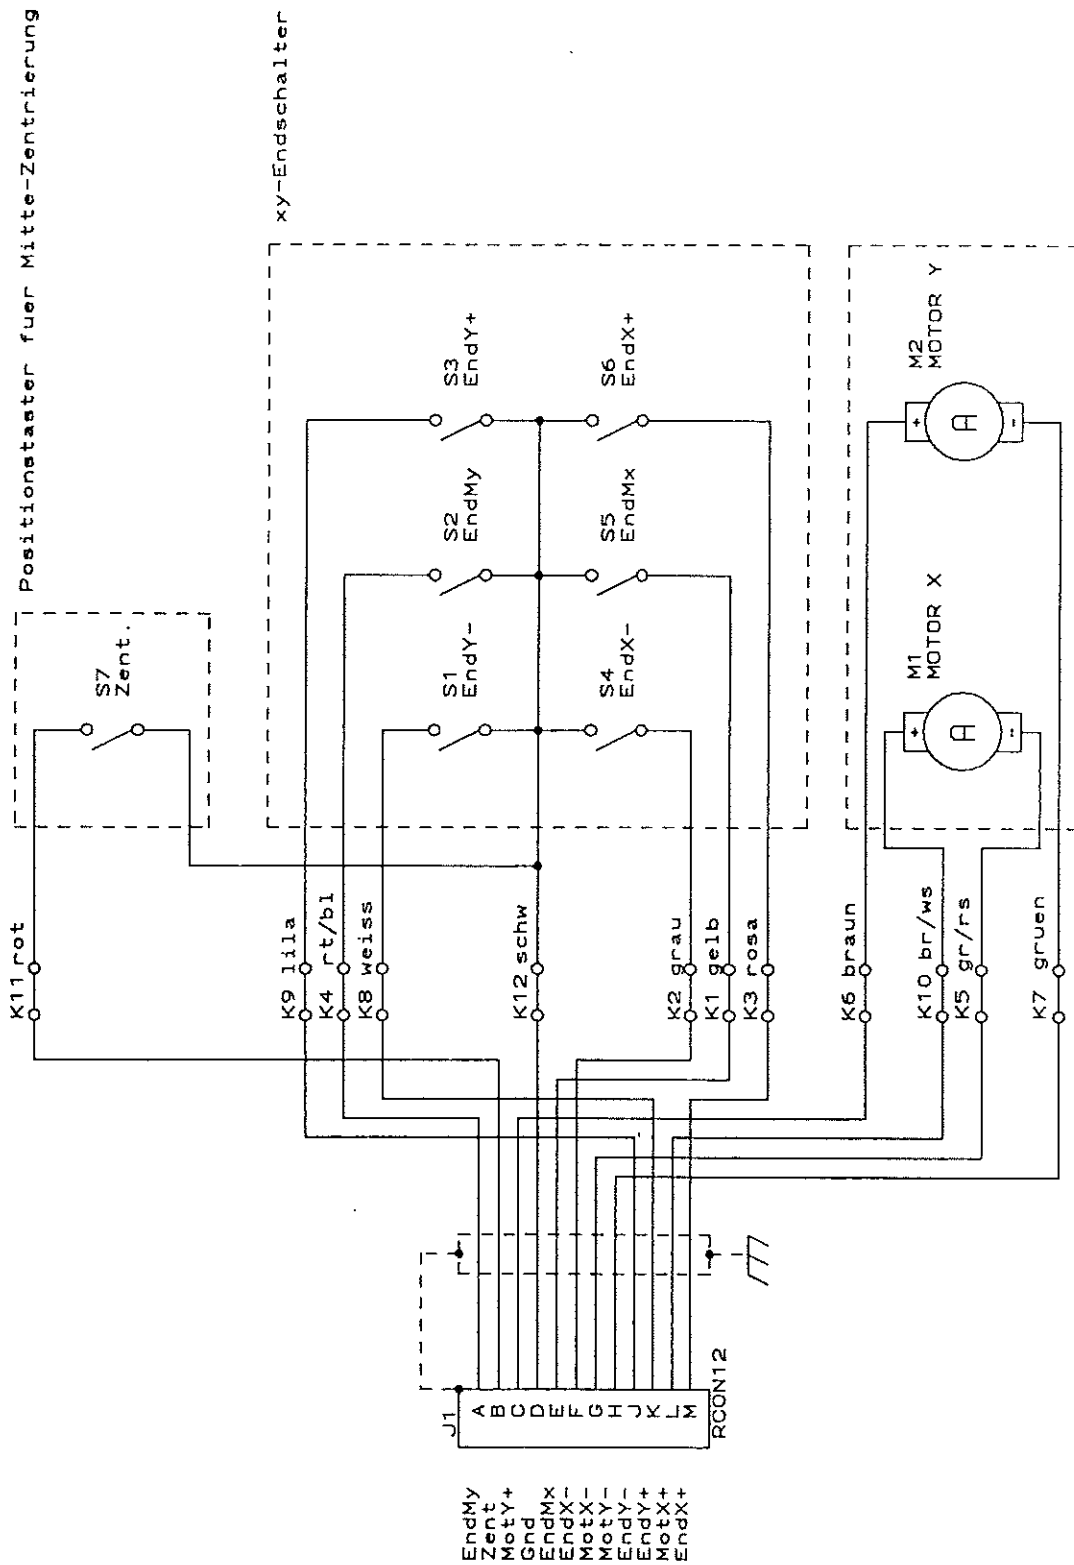 Positionstaster fuer Mitte-Zentrierung
S7
Zent.
K11 rot
xy-Endschalter
S3
EndY+
S2
EndMy
S1
EndY-
S6
EndX+
S5
EndMx
S4
EndX-
K9 lila
K4 rt/bl
K8 weiss
K12 schw
K2 grau
K1 gelb
K3 rosa
M2
MOTOR Y
+
A
-
M1
MOTOR X
+
A
-
K6 braun
K10 br/ws
K5 gr/rs
K7 gruen
J1
EndMy A
Zent B
MotY+ C
Gnd D
EndMx E
EndX- F
MotX- G
MotY- H
EndY- J
EndY+ K
MotX+ L
EndX+ M
RCON12